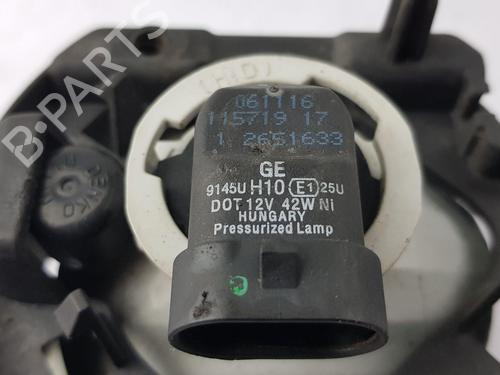 (HID)
061116
115719 17
1 2651633
GE
9145U H10 E1 25U
DOT 12V 42W Ni
HUNGARY
Pressurized Lamp
B-PARTS